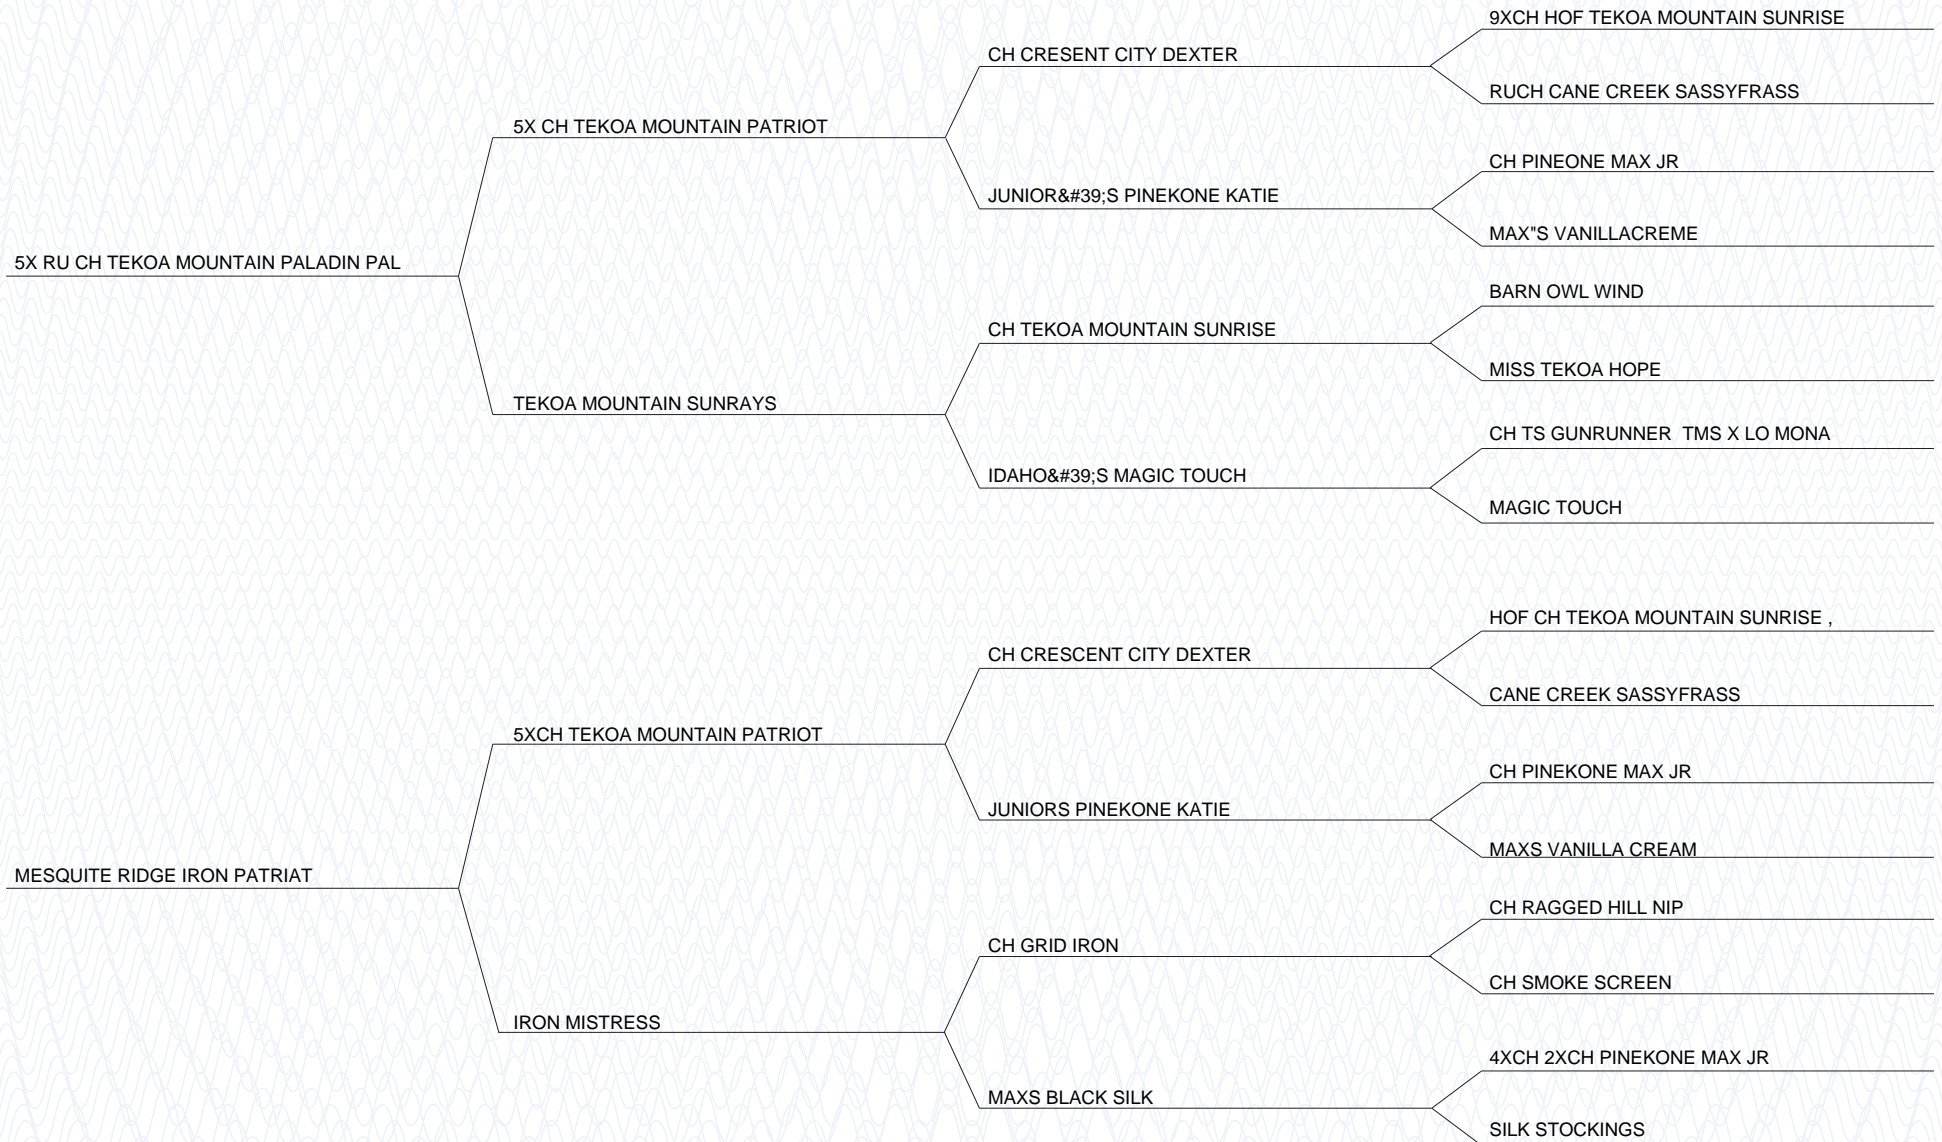 9XCH HOF TEKOA MOUNTAIN SUNRISE
CH CRESENT CITY DEXTER
RUCH CANE CREEK SASSYFRASS
5X CH TEKOA MOUNTAIN PATRIOT
CH PINEONE MAX JR
JUNIOR&#39;S PINEKONE KATIE
MAX"S VANILLACREME
5X RU CH TEKOA MOUNTAIN PALADIN PAL
BARN OWL WIND
CH TEKOA MOUNTAIN SUNRISE
MISS TEKOA HOPE
TEKOA MOUNTAIN SUNRAYS
CH TS GUNRUNNER  TMS X LO MONA
IDAHO&#39;S MAGIC TOUCH
MAGIC TOUCH
HOF CH TEKOA MOUNTAIN SUNRISE ,
CH CRESCENT CITY DEXTER
CANE CREEK SASSYFRASS
5XCH TEKOA MOUNTAIN PATRIOT
CH PINEKONE MAX JR
JUNIORS PINEKONE KATIE
MAXS VANILLA CREAM
MESQUITE RIDGE IRON PATRIAT
CH RAGGED HILL NIP
CH GRID IRON
CH SMOKE SCREEN
IRON MISTRESS
4XCH 2XCH PINEKONE MAX JR
MAXS BLACK SILK
SILK STOCKINGS